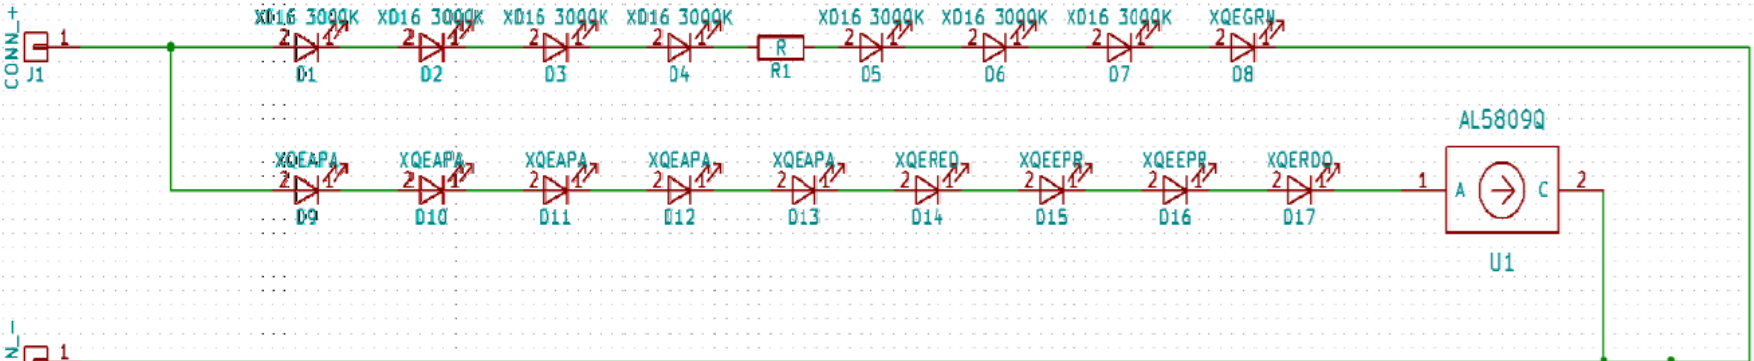 CONN_+
XD16 3000K XD16 3000K XD16 3000K XD16 3000K XD16 3000K XD16 3000K XD16 3000K XQEGRN
1 2 1 2 1 2 1 2 1 R 2 1 2 1 2 1 2 1
J1 D1 D2 D3 D4 R1 D5 D6 D7 D8
AL5809Q
XQEAPA XQEAPA XQEAPA XQEAPA XQEAPA XQERED XQEEPR XQEEPR XQERDO
2 1 2 1 2 1 2 1 2 1 2 1 2 1 2 1 2 1 1 A C 2
D9 D10 D11 D12 D13 D14 D15 D16 D17
U1
N_-
1